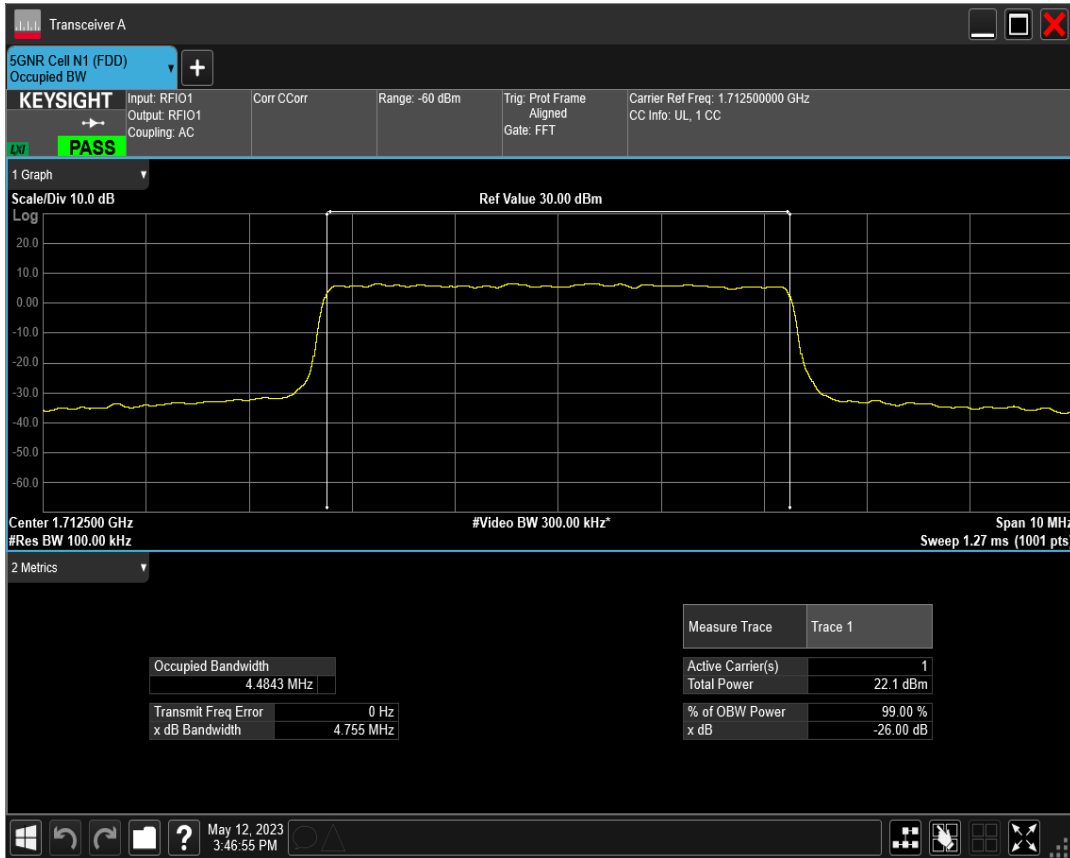 Transceiver A
5GNR Cell N1 (FDD)
Occupied BW
+
KEYSIGHT
LXI
PASS
Input: RFIO1
Output: RFIO1
Coupling: AC
Corr CCorr
Range: -60 dBm
Trig: Prot Frame
Aligned
Gate: FFT
Carrier Ref Freq: 1.712500000 GHz
CC Info: UL, 1 CC
1 Graph
Scale/Div 10.0 dB
Ref Value 30.00 dBm
Log
20.0
10.0
0.00
-10.0
-20.0
-30.0
-40.0
-50.0
-60.0
Center 1.712500 GHz
#Video BW 300.00 kHz*
Span 10 MHz
#Res BW 100.00 kHz
Sweep 1.27 ms (1001 pts)
2 Metrics
Measure Trace Trace 1
Occupied Bandwidth
4.4843 MHz
Active Carrier(s) 1
Total Power 22.1 dBm
Transmit Freq Error 0 Hz
x dB Bandwidth 4.755 MHz
% of OBW Power 99.00 %
x dB -26.00 dB
?
May 12, 2023
3:46:55 PM